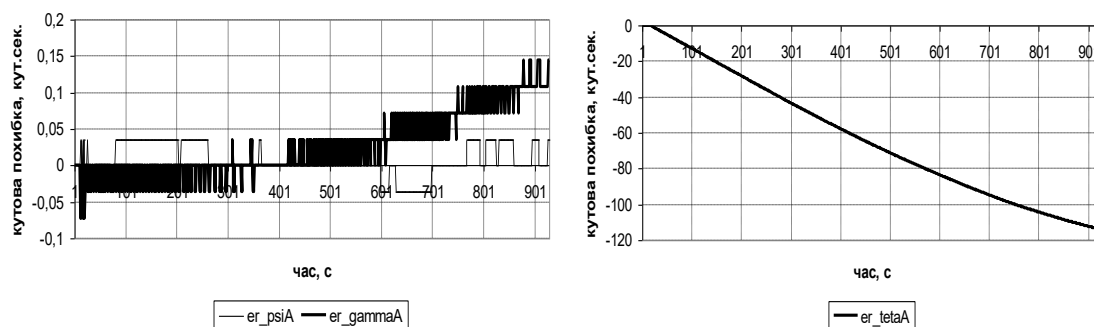 кутова похибка, кут.сек.
0,2
0,15
0,1
0,05
0
-0,05
-0,1
1 101 201 301 401 501 601 701 801 901
час, с
er_psiA er_gammaA
кутова похибка, кут.сек.
0
-20
-40
-60
-80
-100
-120
1 101 201 301 401 501 601 701 801 90
час, с
er_tetaA